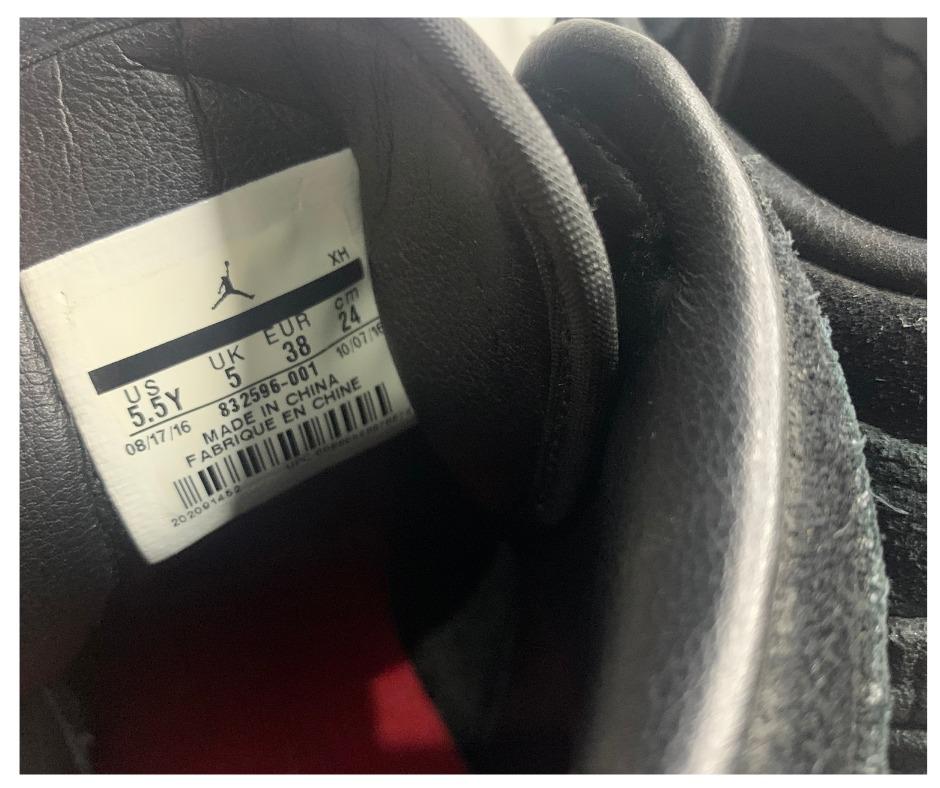 XH
US UK EUR cm
5.5Y 5 38 24
08/17/16 832596-001 10/07/16
MADE IN CHINA
FABRIQUE EN CHINE